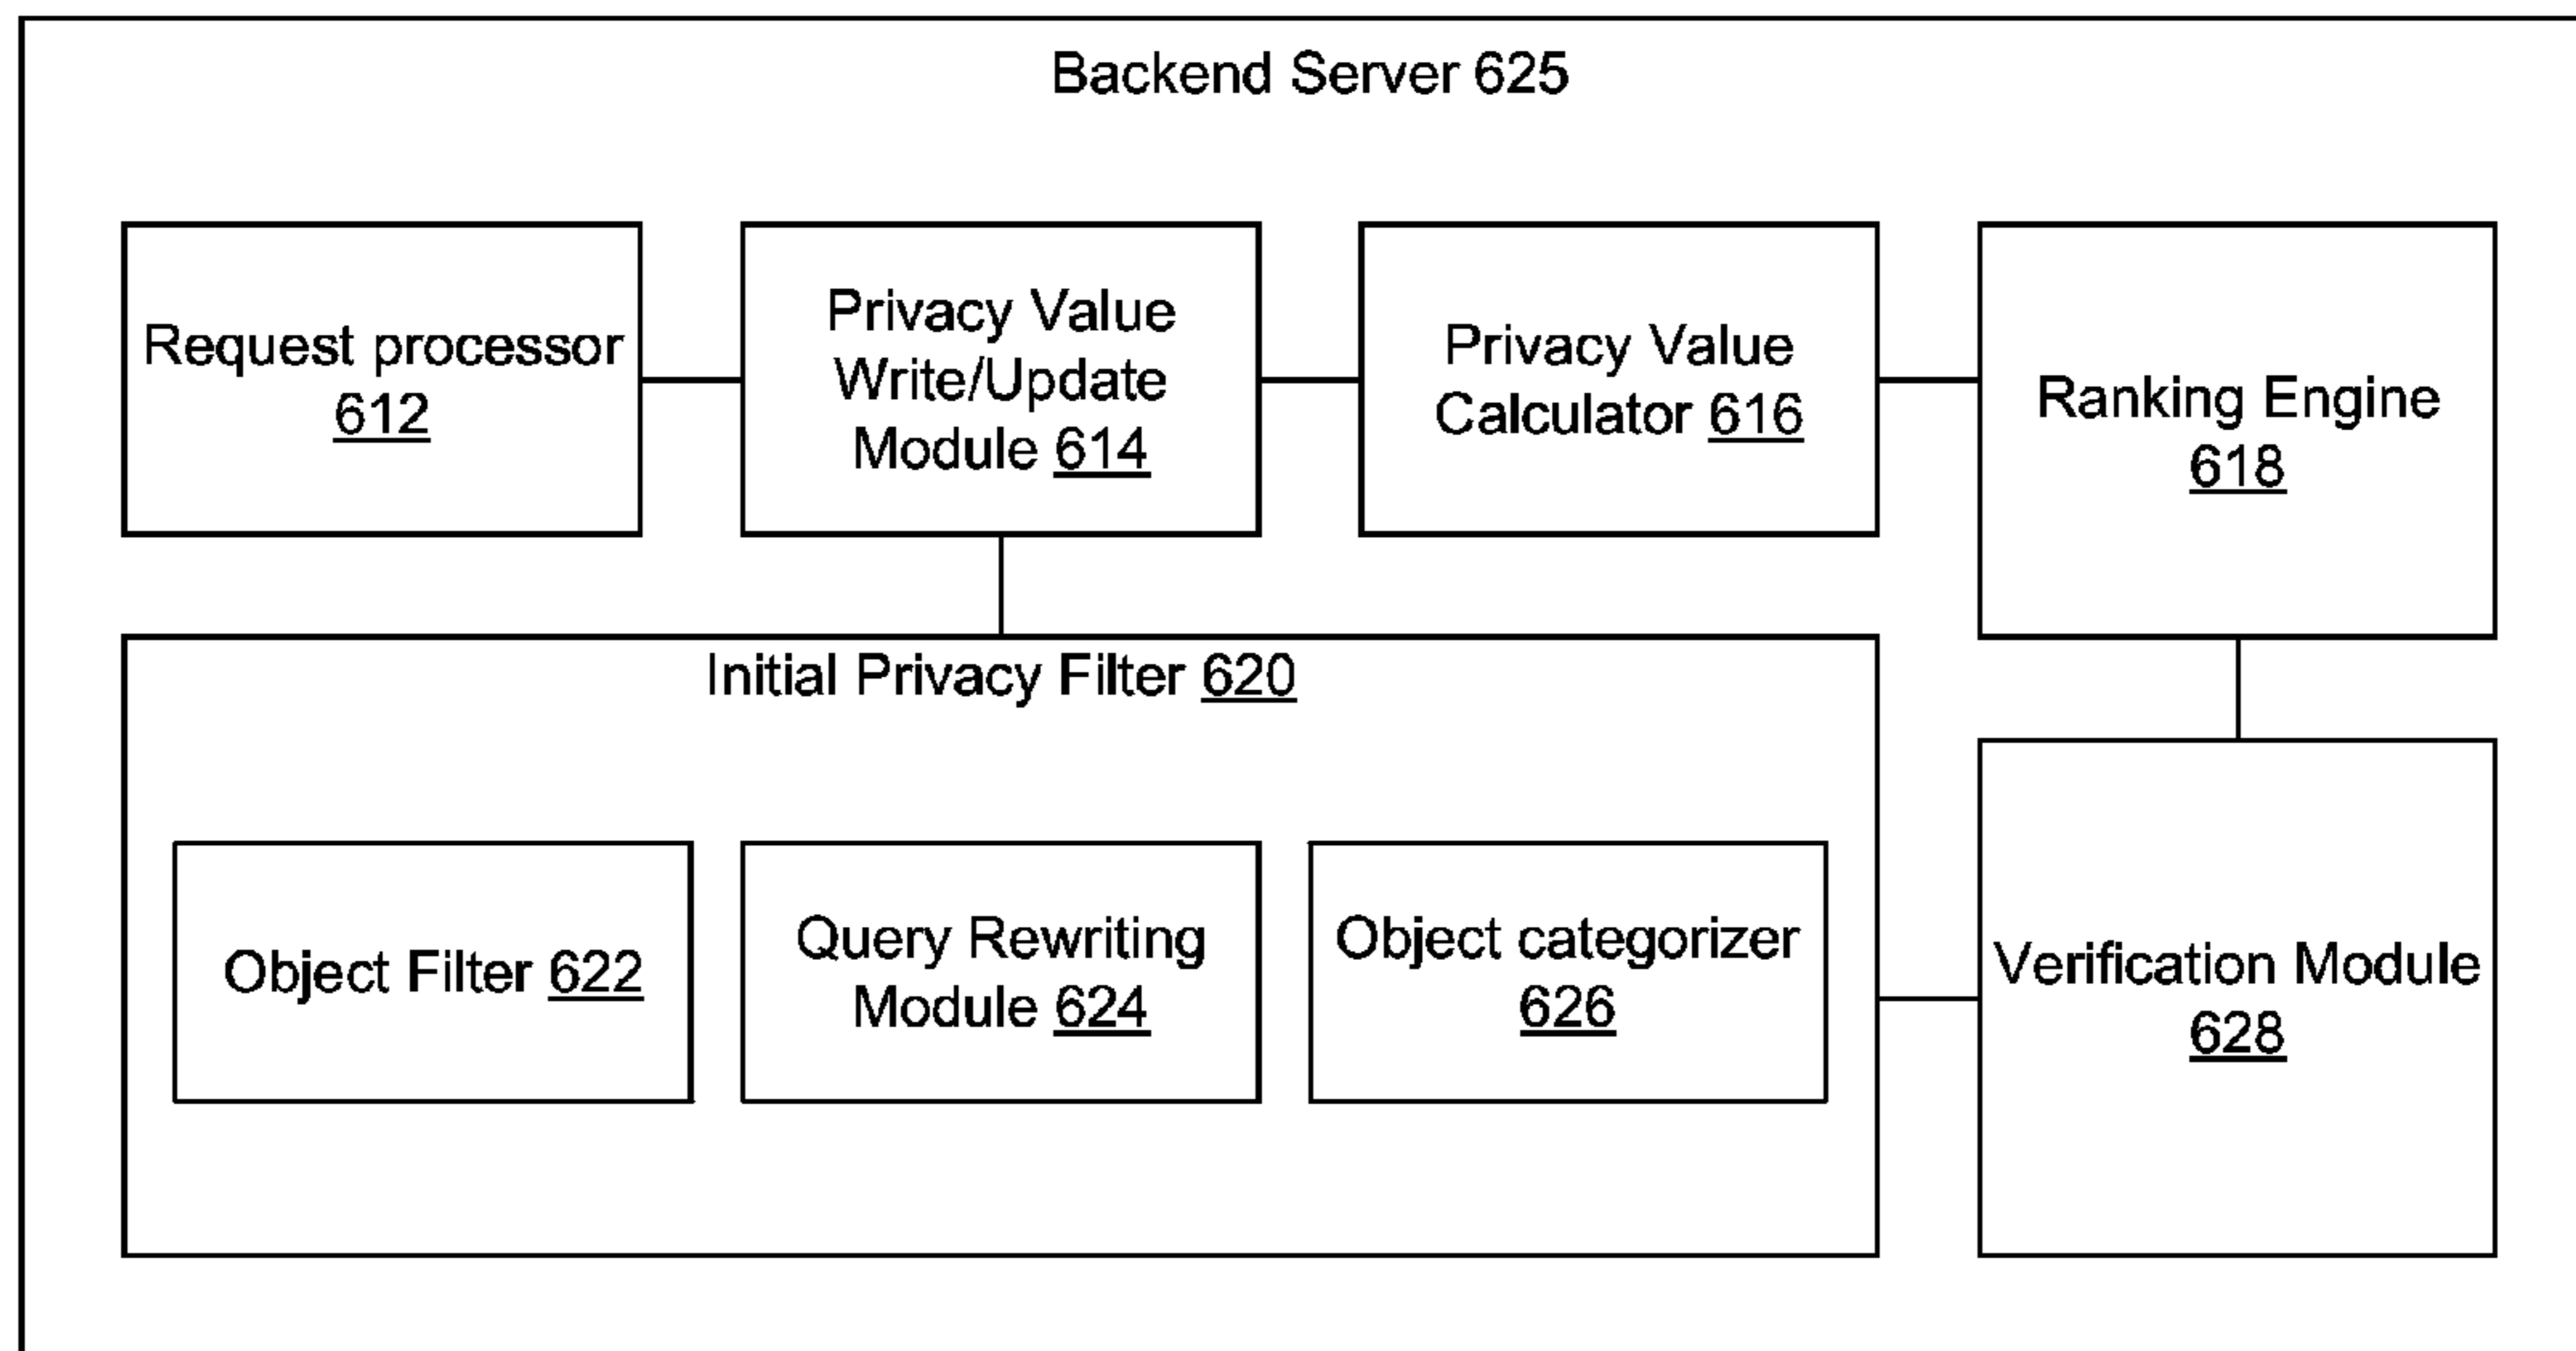 Backend Server 625
Request processor
612
Privacy Value
Write/Update
Module 614
Privacy Value
Calculator 616
Ranking Engine
618
Initial Privacy Filter 620
Object Filter 622
Query Rewriting
Module 624
Object categorizer
626
Verification Module
628